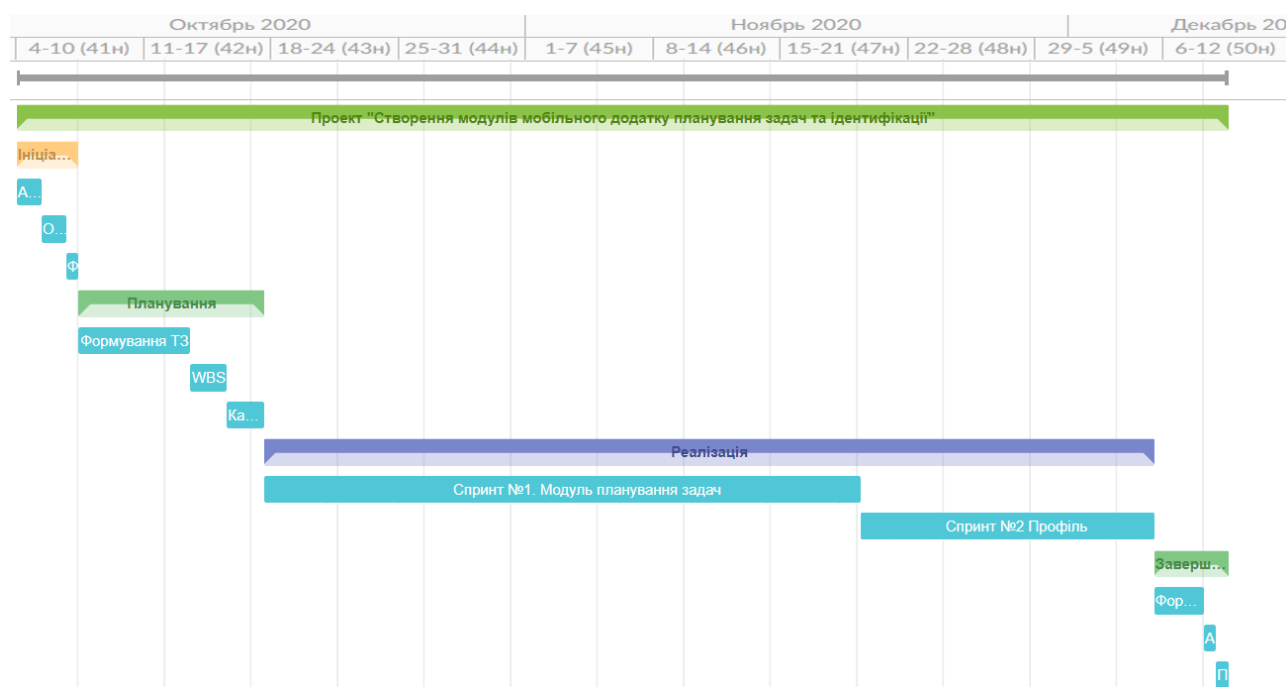 Октябрь 2020 Ноябрь 2020 Декабрь 20
4-10 (41н) 11-17 (42н) 18-24 (43н) 25-31 (44н) 1-7 (45н) 8-14 (46н) 15-21 (47н) 22-28 (48н) 29-5 (49н) 6-12 (50н)
Проект "Створення модулів мобільного додатку планування задач та ідентифікації"
Ініціа...
А...
О...
Ф
Планування
Формування ТЗ
WBS
Ка...
Реалізація
Спринт №1. Модуль планування задач
Спринт №2 Профіль
Заверш...
Фор...
А
П